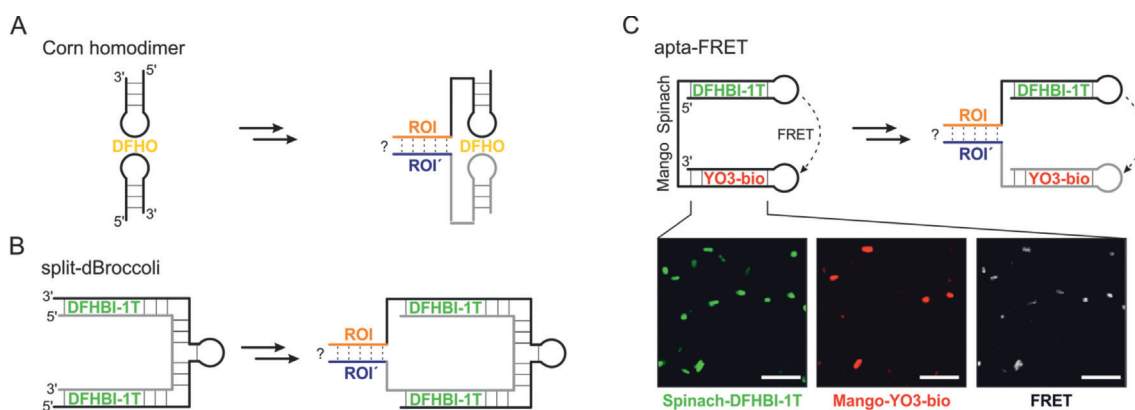 A
Corn homodimer
3'
5'
DFHO
5'
3'
ROI
?
ROI´
DFHO
B
split-dBroccoli
3'
DFHBI-1T
5'
3'
DFHBI-1T
5'
ROI
?
ROI´
DFHBI-1T
DFHBI-1T
C
apta-FRET
Mango Spinach
DFHBI-1T
5'
FRET
3'
YO3-bio
ROI
?
ROI´
DFHBI-1T
YO3-bio
Spinach-DFHBI-1T
Mango-YO3-bio
FRET